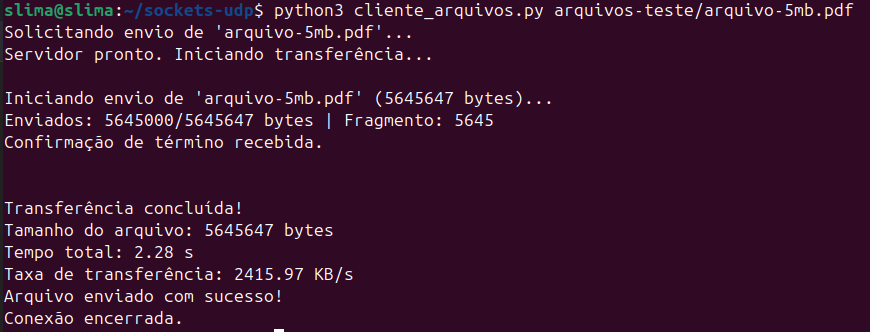 slima@slima:~/sockets-udp$ python3 cliente_arquivos.py arquivos-teste/arquivo-5mb.pdf
Solicitando envio de 'arquivo-5mb.pdf'...
Servidor pronto. Iniciando transferência...
Iniciando envio de 'arquivo-5mb.pdf' (5645647 bytes)...
Enviados: 5645000/5645647 bytes | Fragmento: 5645
Confirmação de término recebida.
Transferência concluída!
Tamanho do arquivo: 5645647 bytes
Tempo total: 2.28 s
Taxa de transferência: 2415.97 KB/s
Arquivo enviado com sucesso!
Conexão encerrada.